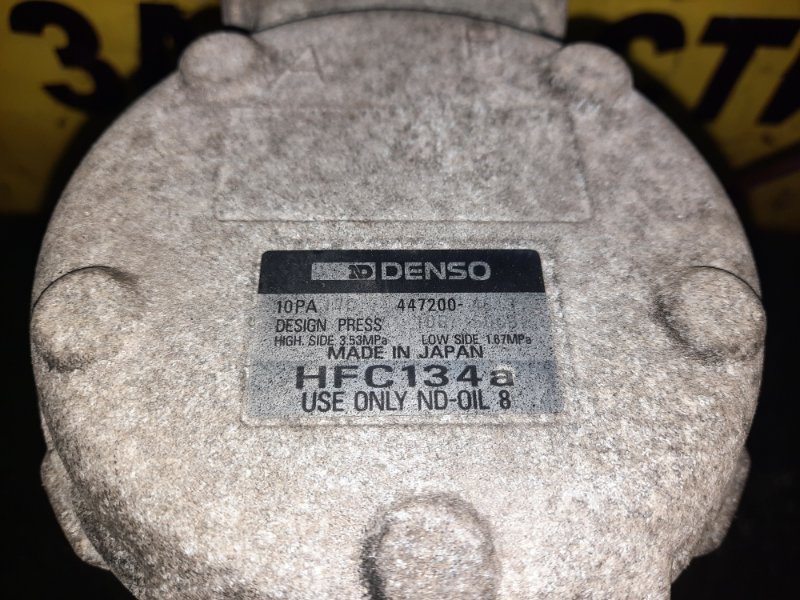 ND DENSO
10PA 447200-
DESIGN PRESS
HIGH. SIDE 3.53MPa LOW SIDE 1.67MPa
MADE IN JAPAN
HFC134a
USE ONLY ND-OIL 8